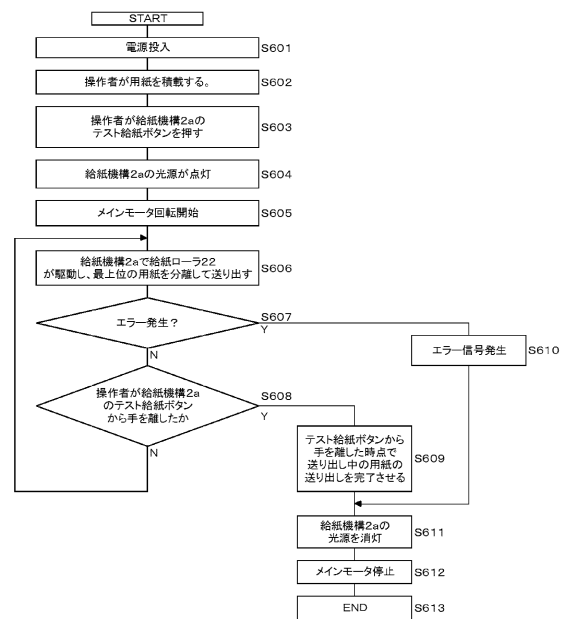 START
電源投入
S601
操作者が用紙を積載する。
S602
操作者が給紙機構2aの
テスト給紙ボタンを押す
S603
給紙機構2aの光源が点灯
S604
メインモータ回転開始
S605
給紙機構2aで給紙ローラ22
が駆動し、最上位の用紙を分離して送り出す
S606
エラー発生？
S607
Y
N
エラー信号発生
S610
操作者が給紙機構2a
のテスト給紙ボタン
から手を離したか
S608
Y
N
テスト給紙ボタンから
手を離した時点で
送り出し中の用紙の
送り出しを完了させる
S609
給紙機構2aの
光源を消灯
S611
メインモータ停止
S612
END
S613